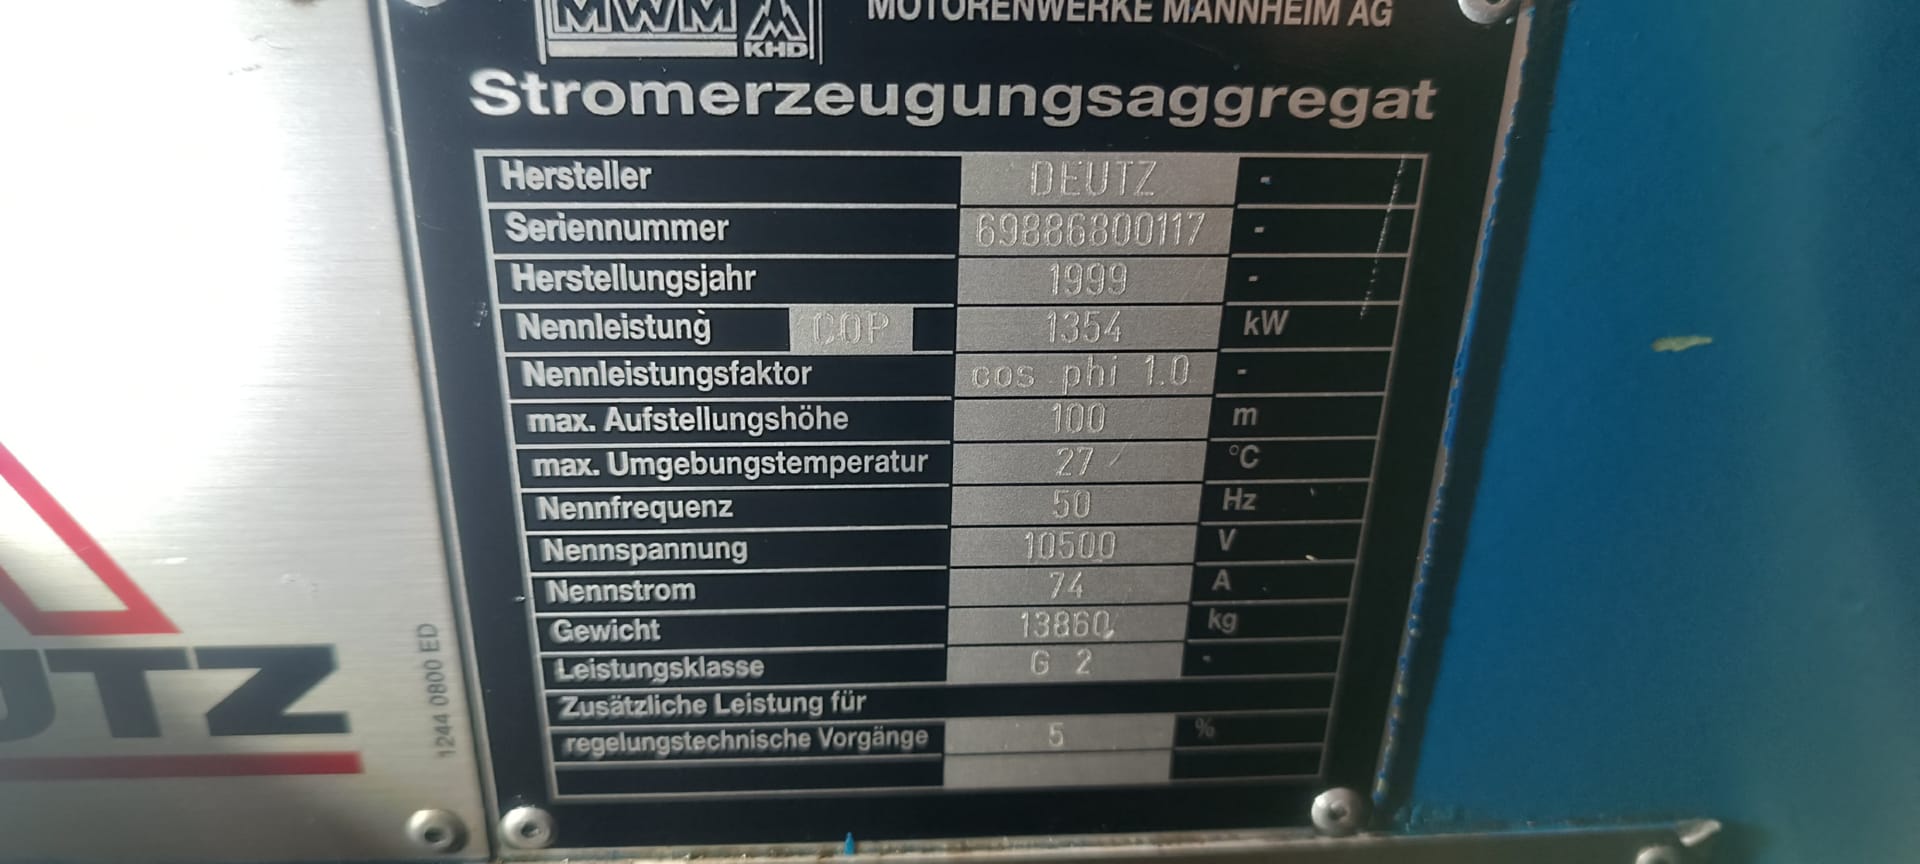 MWM KHD MOTORENWERKE MANNHEIM AG
Stromerzeugungsaggregat
Hersteller DEUTZ -
Seriennummer 69886800117 -
Herstellungsjahr 1999 -
Nennleistung COP 1354 kW
Nennleistungsfaktor cos phi 1.0 -
max. Aufstellungshöhe 100 m
max. Umgebungstemperatur 27 °C
Nennfrequenz 50 Hz
Nennspannung 10500 V
Nennstrom 74 A
Gewicht 13860 kg
Leistungsklasse G 2 -
Zusätzliche Leistung für
regelungstechnische Vorgänge 5 %
UTZ
1244 0800 ED